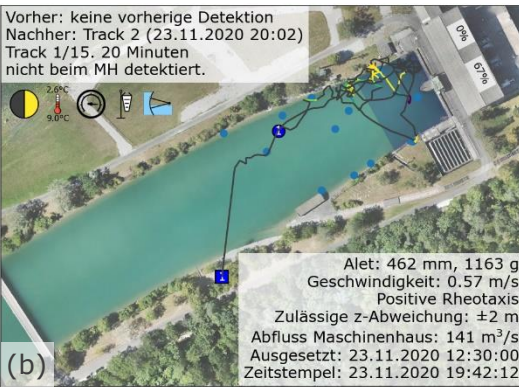 Vorher: keine vorherige Detektion
Nachher: Track 2 (23.11.2020 20:02)
Track 1/15. 20 Minuten
nicht beim MH detektiert.
0%
67%
2.6°C
9.0°C
1
1
Alet: 462 mm, 1163 g
Geschwindigkeit: 0.57 m/s
Positive Rheotaxis
Zulässige z-Abweichung: ±2 m
Abfluss Maschinenhaus: 141 m³/s
Ausgesetzt: 23.11.2020 12:30:00
Zeitstempel: 23.11.2020 19:42:12
(b)